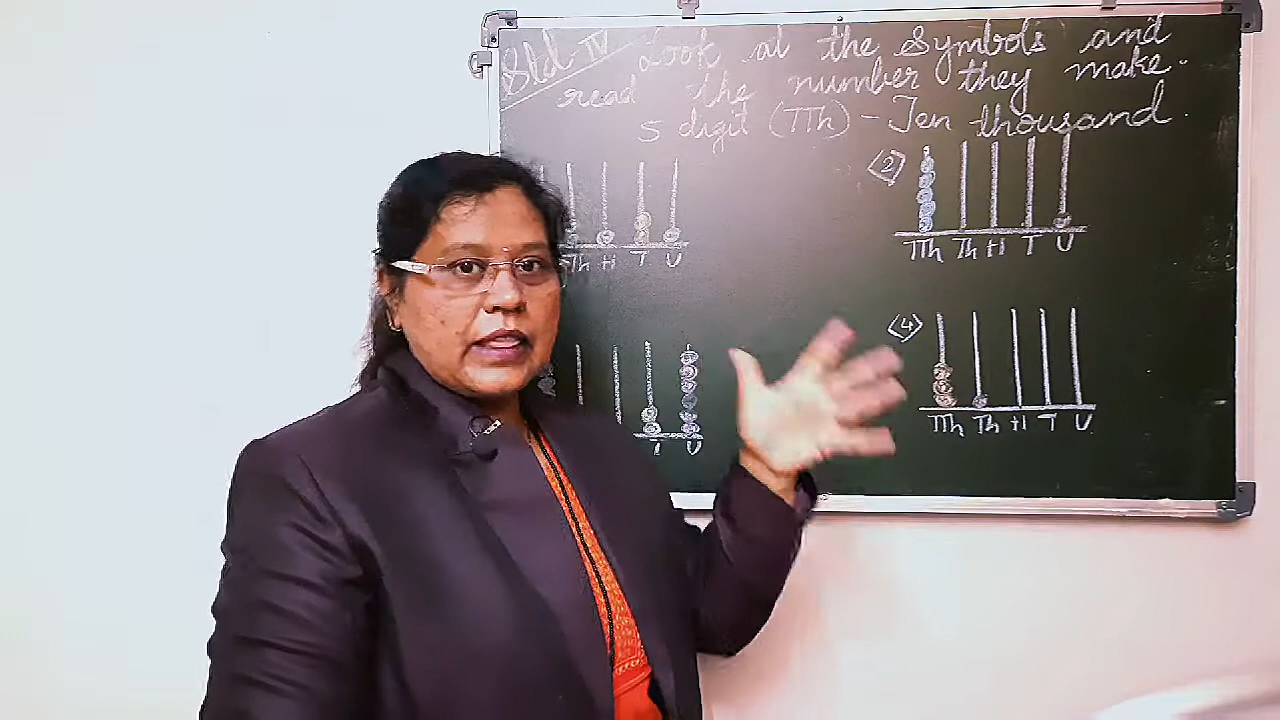 Std-IV Look at the symbols and
read the number they make.
5 digit (TTh) - Ten thousand.
Th H T U
<2>
TTh Th H T U
T U
<4>
TTh Th H T U